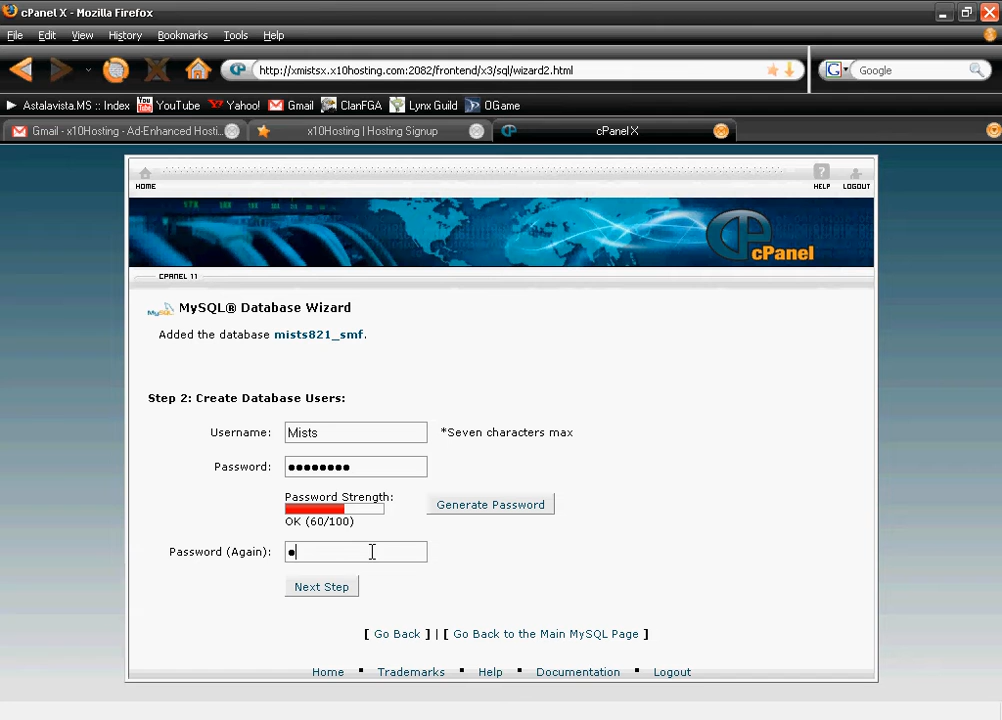 cPanel X - Mozilla Firefox
File Edit View History Bookmarks Tools Help
http://xmistsx.x10hosting.com:2082/frontend/x3/sql/wizard2.html
G Google
Astalavista.MS :: Index YouTube Yahoo! Gmail ClanFGA Lynx Guild OGame
Gmail - x10Hosting - Ad-Enhanced Hosti... x10Hosting | Hosting Signup cPanel X
HOME HELP LOGOUT
cPanel
CPANEL 11
MySQL MySQL® Database Wizard
Added the database mists821_smf.
Step 2: Create Database Users:
Username: Mists *Seven characters max
Password: ••••••••
Password Strength:
Generate Password
OK (60/100)
Password (Again): •
Next Step
[ Go Back ] | [ Go Back to the Main MySQL Page ]
Home ▪ Trademarks ▪ Help ▪ Documentation ▪ Logout